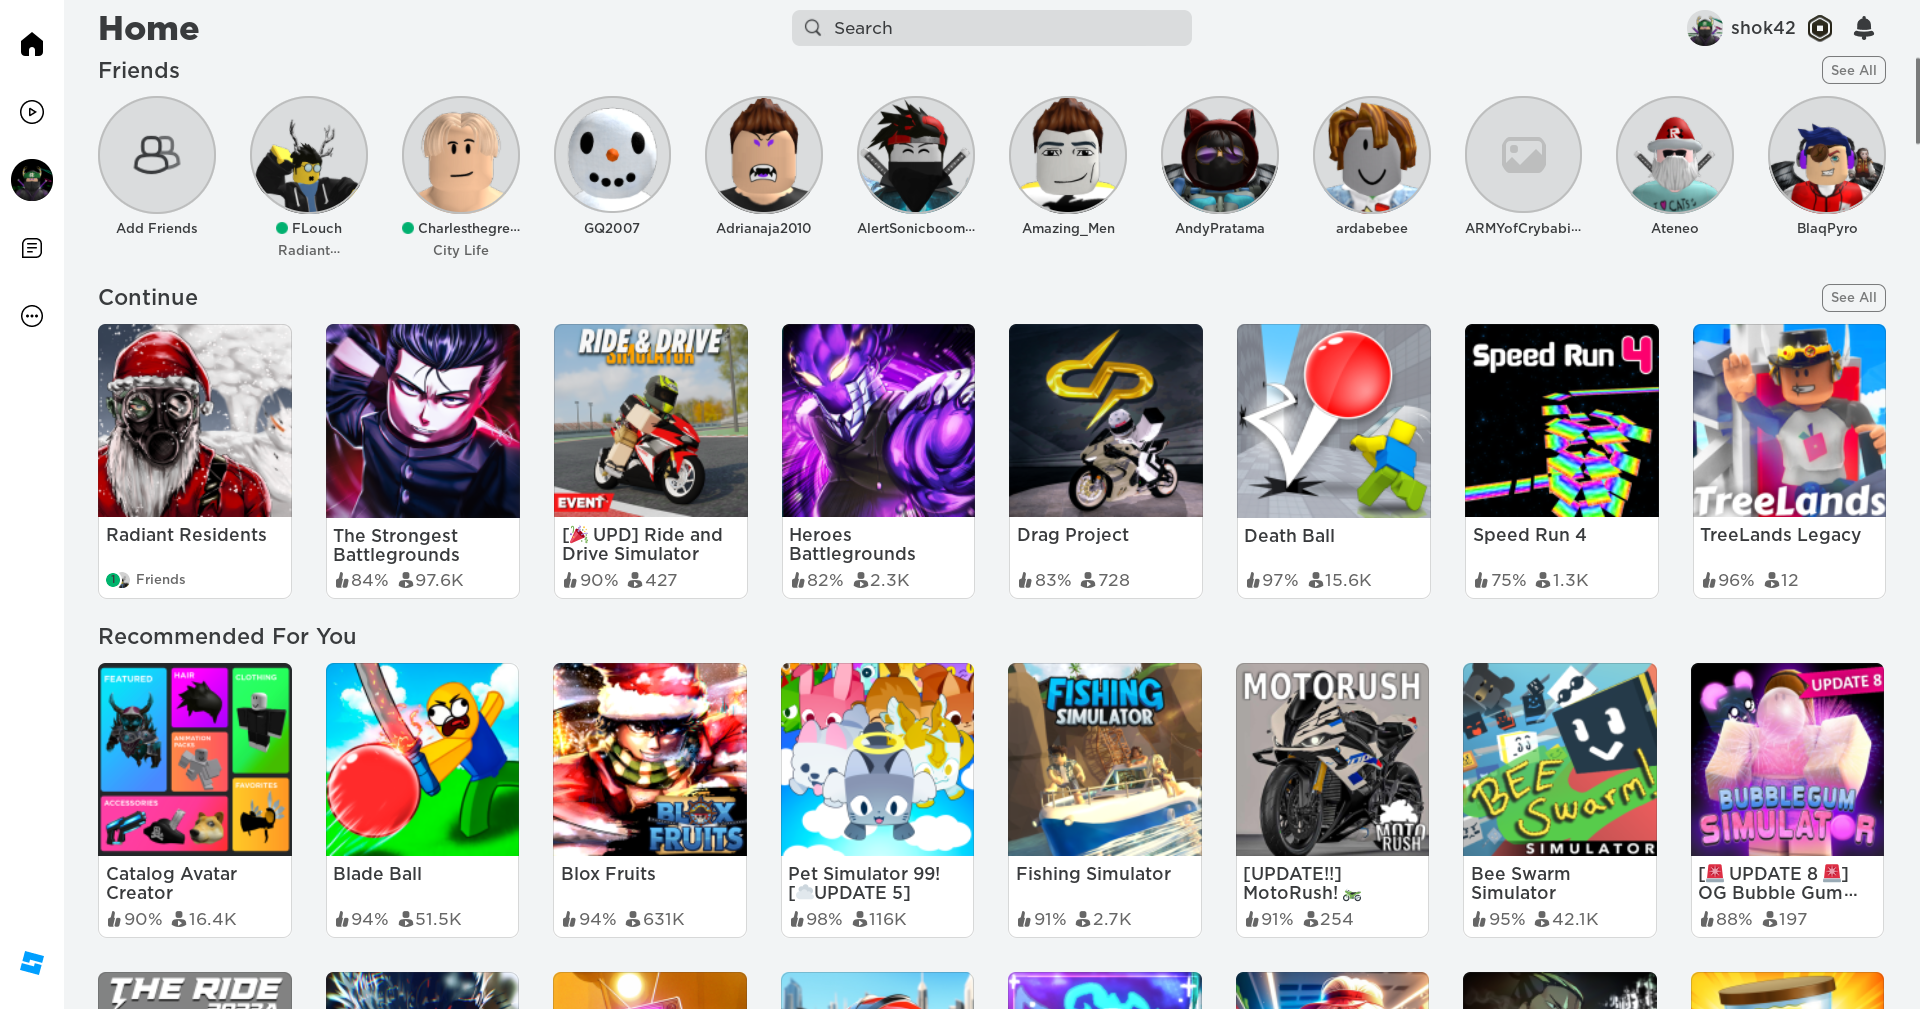 Home
Search
shok42
Friends
See All
Add Friends
FLouch
Charlesthegre...
GQ2007
Adrianaja2010
AlertSonicboom...
Amazing_Men
AndyPratama
ardabebee
ARMYofCrybabi...
Ateneo
BlaqPyro
Radiant...
City Life
I ♥ CATS
Continue
See All
RIDE & DRIVE
SIMULATOR
EVENT
Speed Run 4
TreeLands
Radiant Residents
1 Friends
The Strongest
Battlegrounds
84% 97.6K
[🎉 UPD] Ride and
Drive Simulator
90% 427
Heroes
Battlegrounds
82% 2.3K
Drag Project
83% 728
Death Ball
97% 15.6K
Speed Run 4
75% 1.3K
TreeLands Legacy
96% 12
Recommended For You
FEATURED
HAIR
CLOTHING
ANIMATION
PACKS
ACCESSORIES
FAVORITES
BLOX
FRUITS
FISHING
SIMULATOR
MOTORUSH
MOTO
RUSH
BEE
Swarm!
SIMULATOR
UPDATE 8
BUBBLEGUM
SIMULATOR
Catalog Avatar
Creator
90% 16.4K
Blade Ball
94% 51.5K
Blox Fruits
94% 631K
Pet Simulator 99!
[☁️UPDATE 5]
98% 116K
Fishing Simulator
91% 2.7K
[UPDATE!!]
MotoRush! 🏍️
91% 254
Bee Swarm
Simulator
95% 42.1K
[🚨 UPDATE 8 🚨]
OG Bubble Gum...
88% 197
THE RIDE